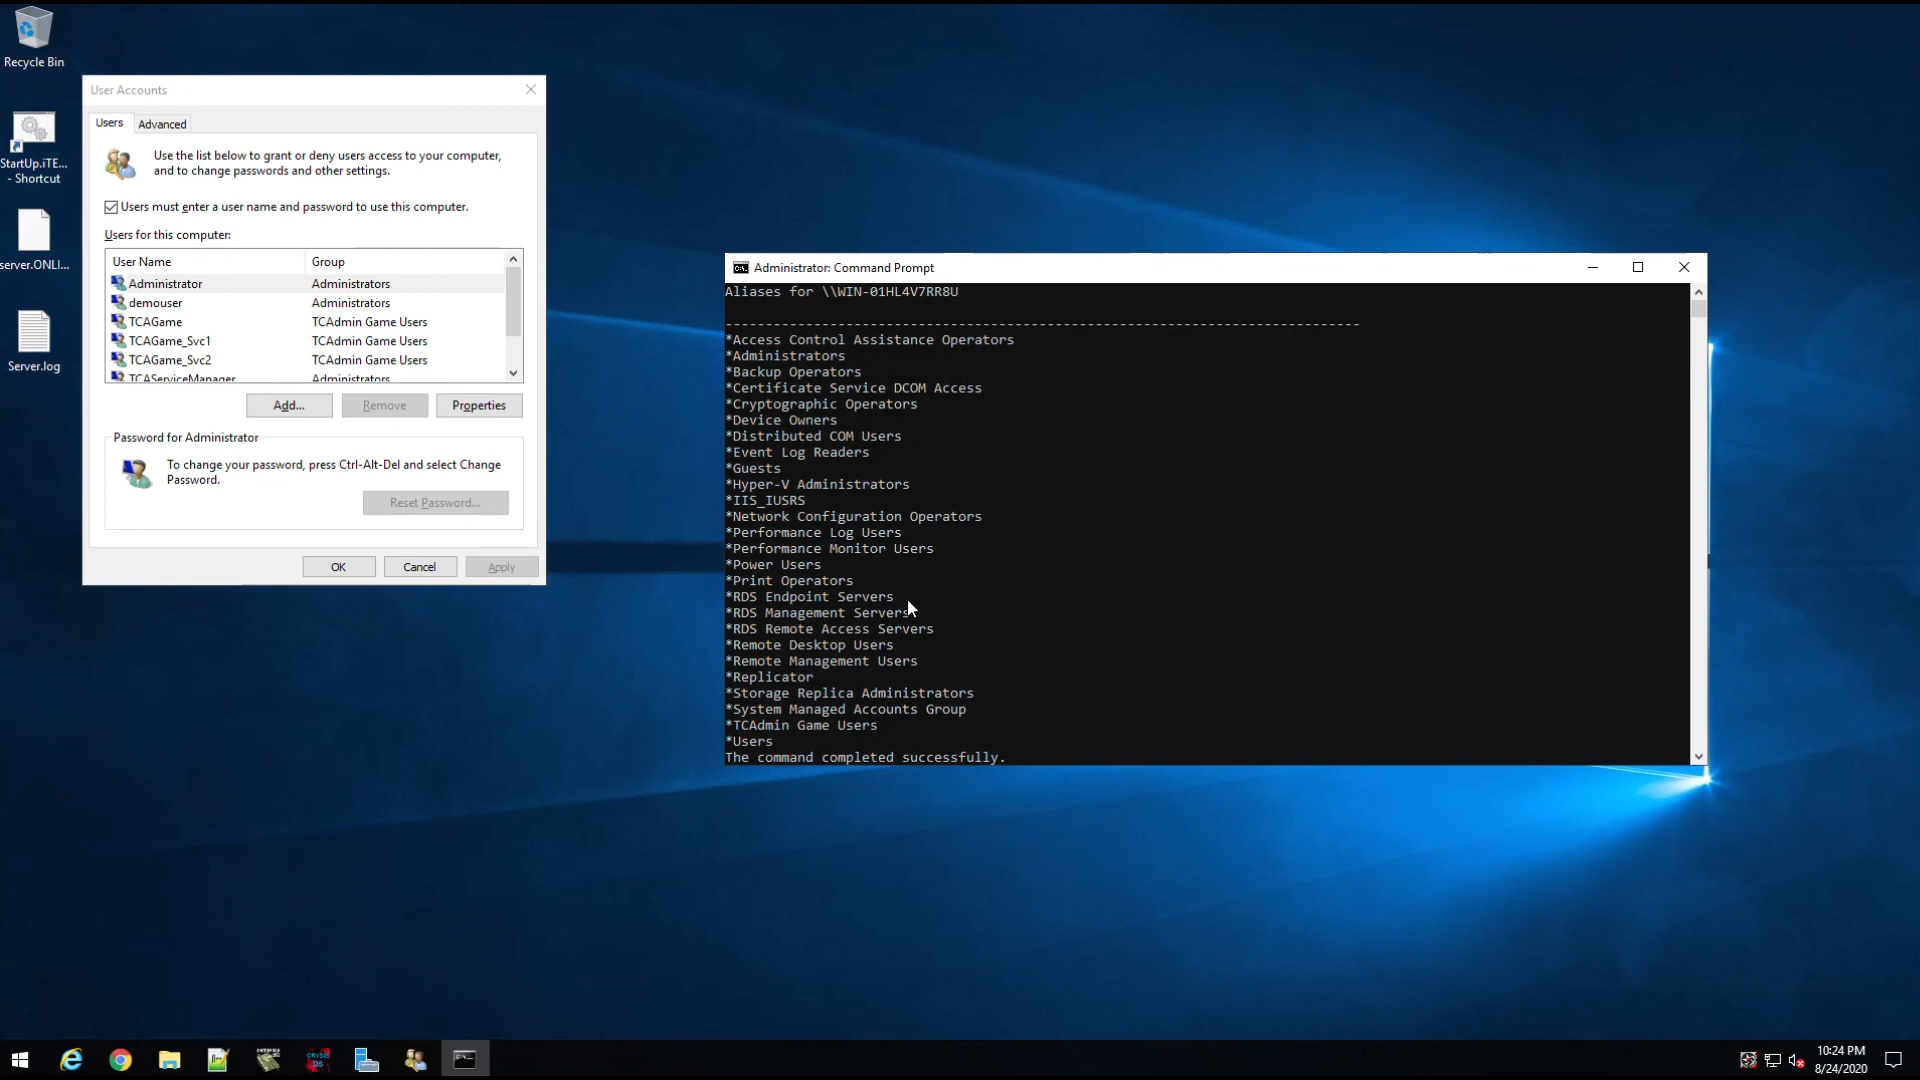 Recycle Bin
StartUp.iTE...
- Shortcut
server.ONLI...
Server.log
User Accounts
Users
Advanced
Use the list below to grant or deny users access to your computer,
and to change passwords and other settings.
Users must enter a user name and password to use this computer.
Users for this computer:
User Name Group
Administrator Administrators
demouser Administrators
TCAGame TCAdmin Game Users
TCAGame_Svc1 TCAdmin Game Users
TCAGame_Svc2 TCAdmin Game Users
TCAServiceManager Administrators
Add... Remove Properties
Password for Administrator
To change your password, press Ctrl-Alt-Del and select Change
Password.
Reset Password...
OK Cancel Apply
Administrator: Command Prompt
Aliases for \\WIN-01HL4V7RR8U
-------------------------------------------------------------------------------
*Access Control Assistance Operators
*Administrators
*Backup Operators
*Certificate Service DCOM Access
*Cryptographic Operators
*Device Owners
*Distributed COM Users
*Event Log Readers
*Guests
*Hyper-V Administrators
*IIS_IUSRS
*Network Configuration Operators
*Performance Log Users
*Performance Monitor Users
*Power Users
*Print Operators
*RDS Endpoint Servers
*RDS Management Servers
*RDS Remote Access Servers
*Remote Desktop Users
*Remote Management Users
*Replicator
*Storage Replica Administrators
*System Managed Accounts Group
*TCAdmin Game Users
*Users
The command completed successfully.
CRYSIS
DS
10:24 PM
8/24/2020